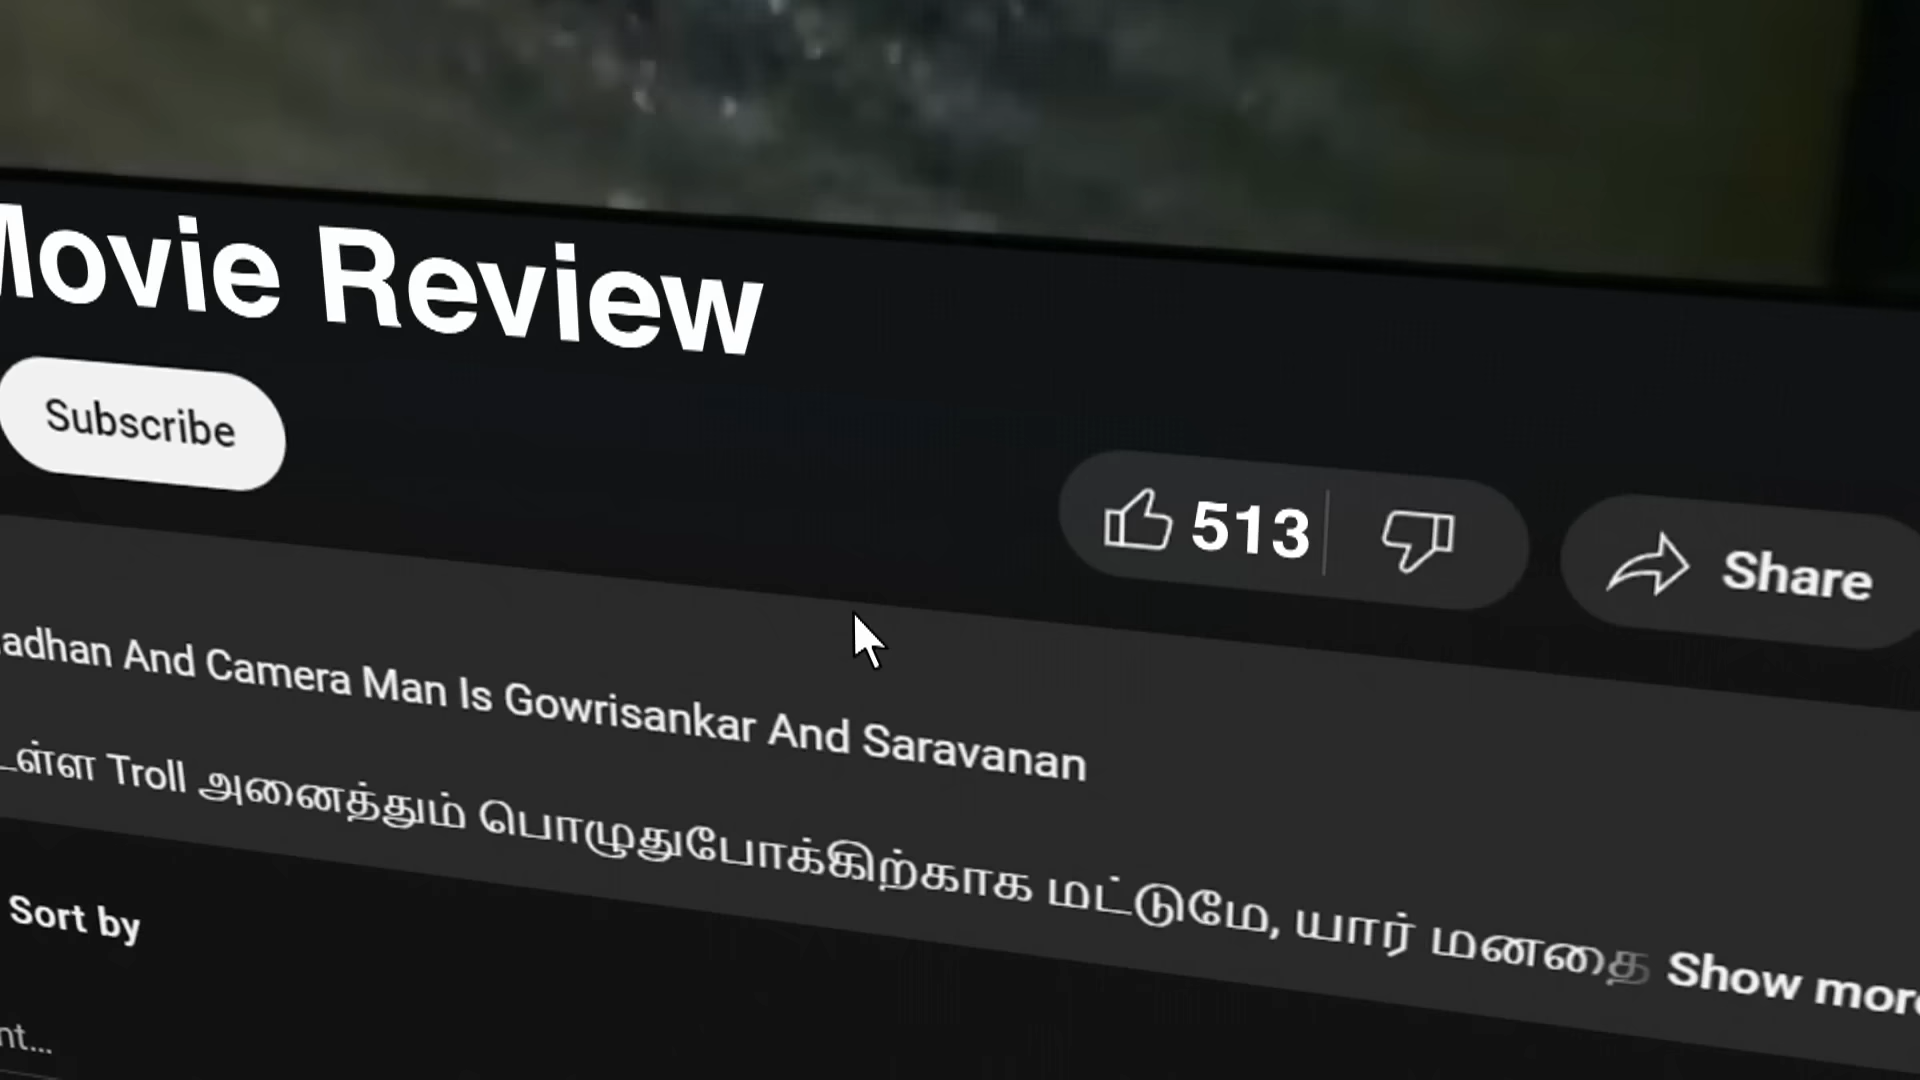 Movie Review
Subscribe
513
Share
adhan And Camera Man Is Gowrisankar And Saravanan
ள்ள Troll அனைத்தும் பொழுதுபோக்கிற்காக மட்டுமே, யார் மனதை Show more
Sort by
nt...